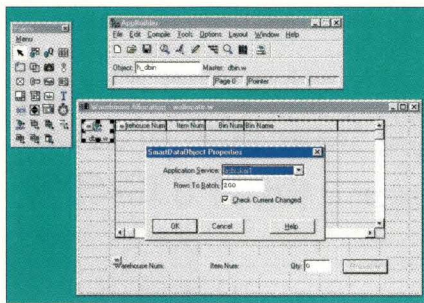 Menu
AppBuilder
File Edit Compile Tools Options Layout Window Help
Object: h_dbin Master: dbin.w
Page 0 Pointer
Warehouse Allocation
Warehouse Num Item Num Bin Num Bin Name
SmartDataObject Properties
Application Service:
Rows To Batch: 200
Check Current Changed
OK Cancel Help
Warehouse Num: Item Num: Qty: 0